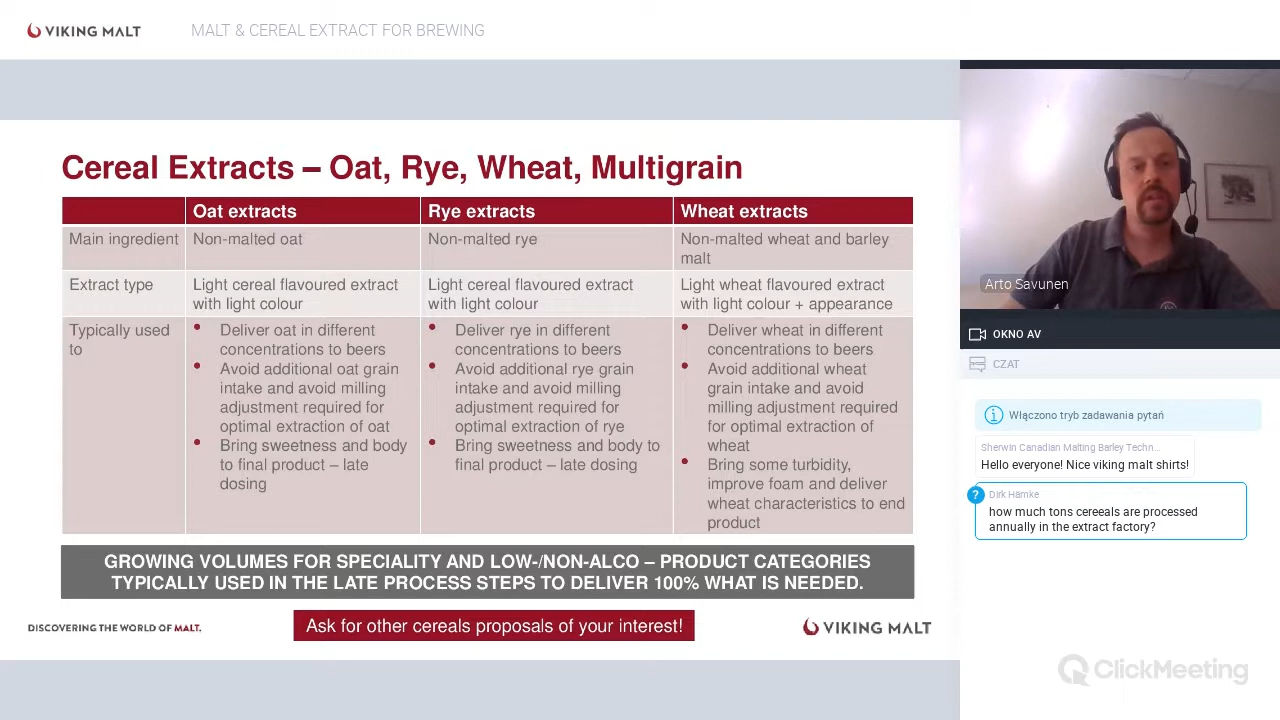 VIKING MALT
MALT & CEREAL EXTRACT FOR BREWING
Cereal Extracts – Oat, Rye, Wheat, Multigrain
Oat extracts
Rye extracts
Wheat extracts
Main ingredient
Non-malted oat
Non-malted rye
Non-malted wheat and barley
malt
Extract type
Light cereal flavoured extract
with light colour
Light cereal flavoured extract
with light colour
Light wheat flavoured extract
with light colour + appearance
Typically used
to
• Deliver oat in different
concentrations to beers
• Avoid additional oat grain
intake and avoid milling
adjustment required for
optimal extraction of oat
• Bring sweetness and body
to final product – late
dosing
• Deliver rye in different
concentrations to beers
• Avoid additional rye grain
intake and avoid milling
adjustment required for
optimal extraction of rye
• Bring sweetness and body to
final product – late dosing
• Deliver wheat in different
concentrations to beers
• Avoid additional wheat
grain intake and avoid
milling adjustment required
for optimal extraction of
wheat
• Bring some turbidity,
improve foam and deliver
wheat characteristics to end
product
GROWING VOLUMES FOR SPECIALITY AND LOW-/NON-ALCO – PRODUCT CATEGORIES
TYPICALLY USED IN THE LATE PROCESS STEPS TO DELIVER 100% WHAT IS NEEDED.
DISCOVERING THE WORLD OF MALT.
Ask for other cereals proposals of your interest!
VIKING MALT
Arto Savunen
OKNO AV
CZAT
Włączono tryb zadawania pytań
Sherwin Canadian Malting Barley Techn...
Hello everyone! Nice viking malt shirts!
?
Dirk Hamke
how much tons cereeals are processed
annually in the extract factory?
ClickMeeting